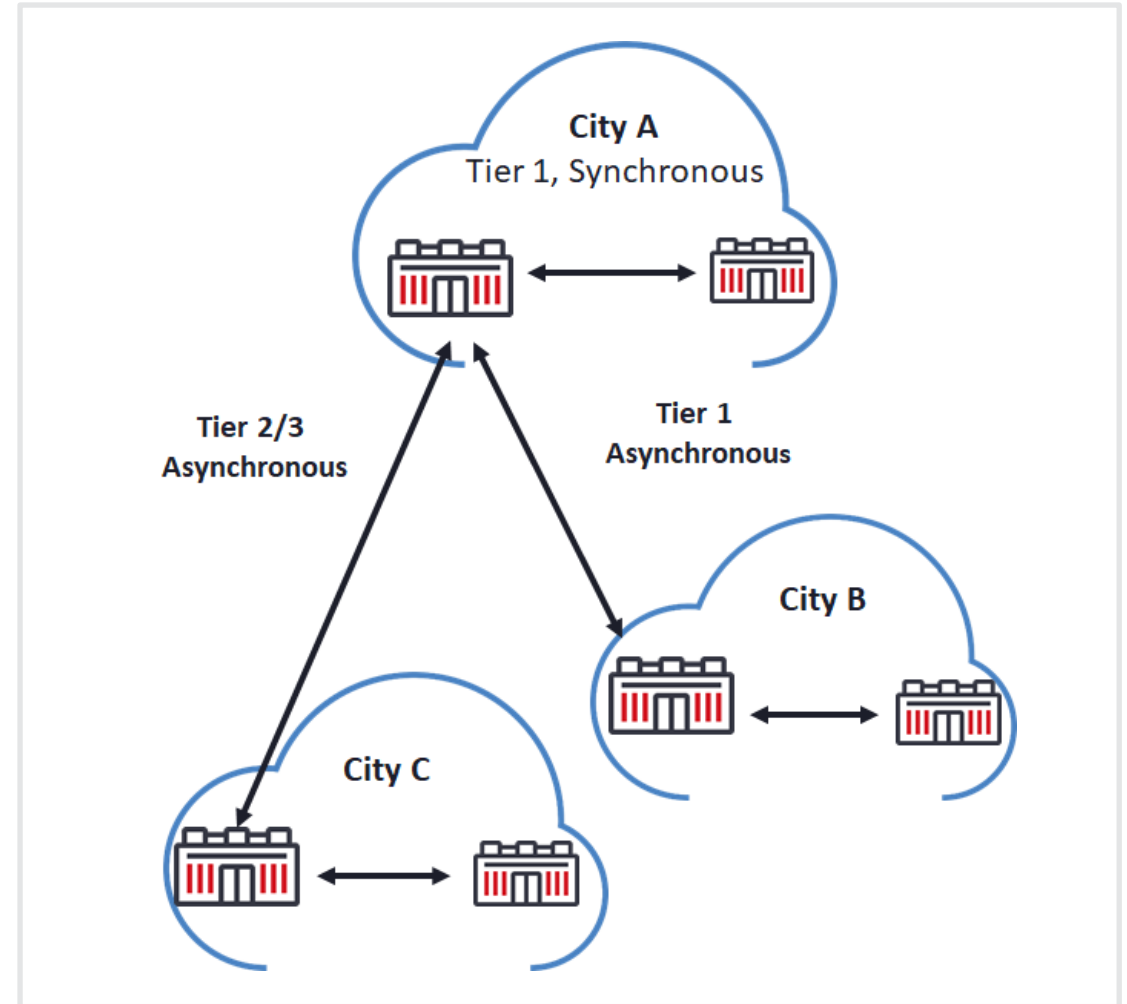 City A
Tier 1, Synchronous
Tier 2/3
Asynchronous
Tier 1
Asynchronous
City B
City C